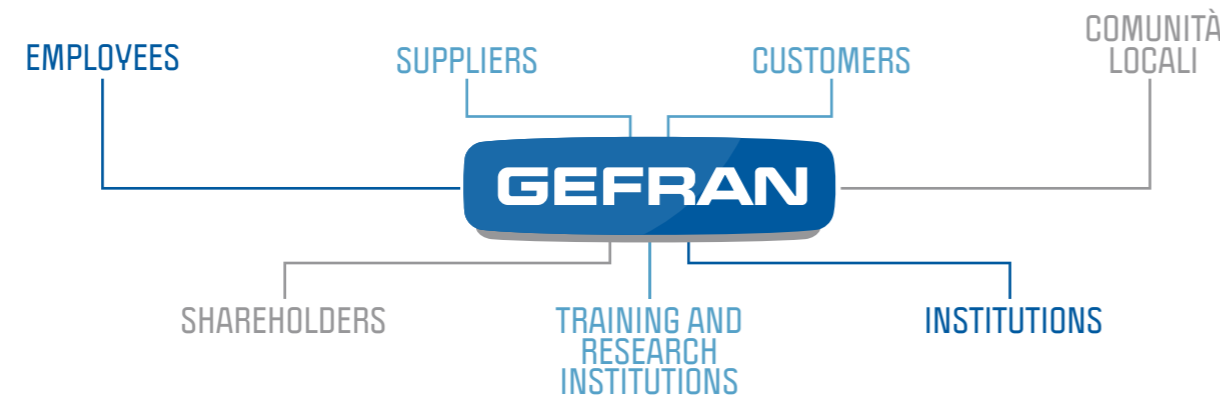 EMPLOYEES
SUPPLIERS
CUSTOMERS
COMUNITÀ
LOCALI
GEFRAN
SHAREHOLDERS
TRAINING AND
RESEARCH
INSTITUTIONS
INSTITUTIONS